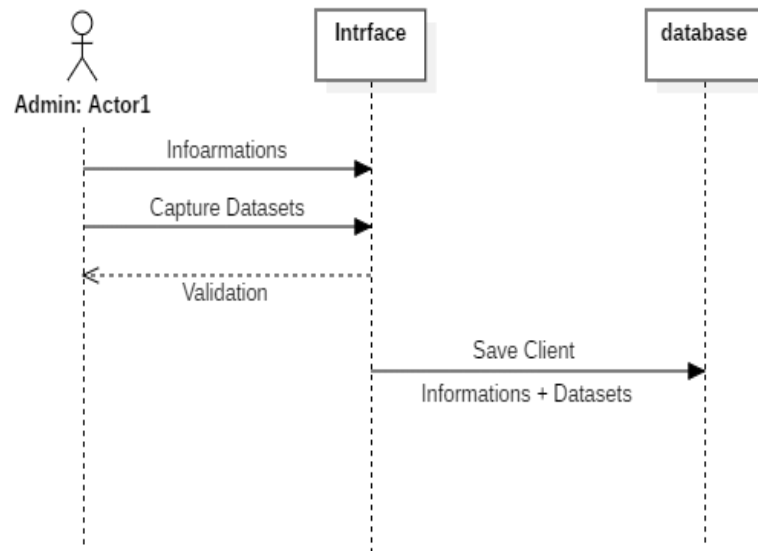 Intrface
database
Admin: Actor1
Infoarmations
Capture Datasets
Validation
Save Client
Informations + Datasets